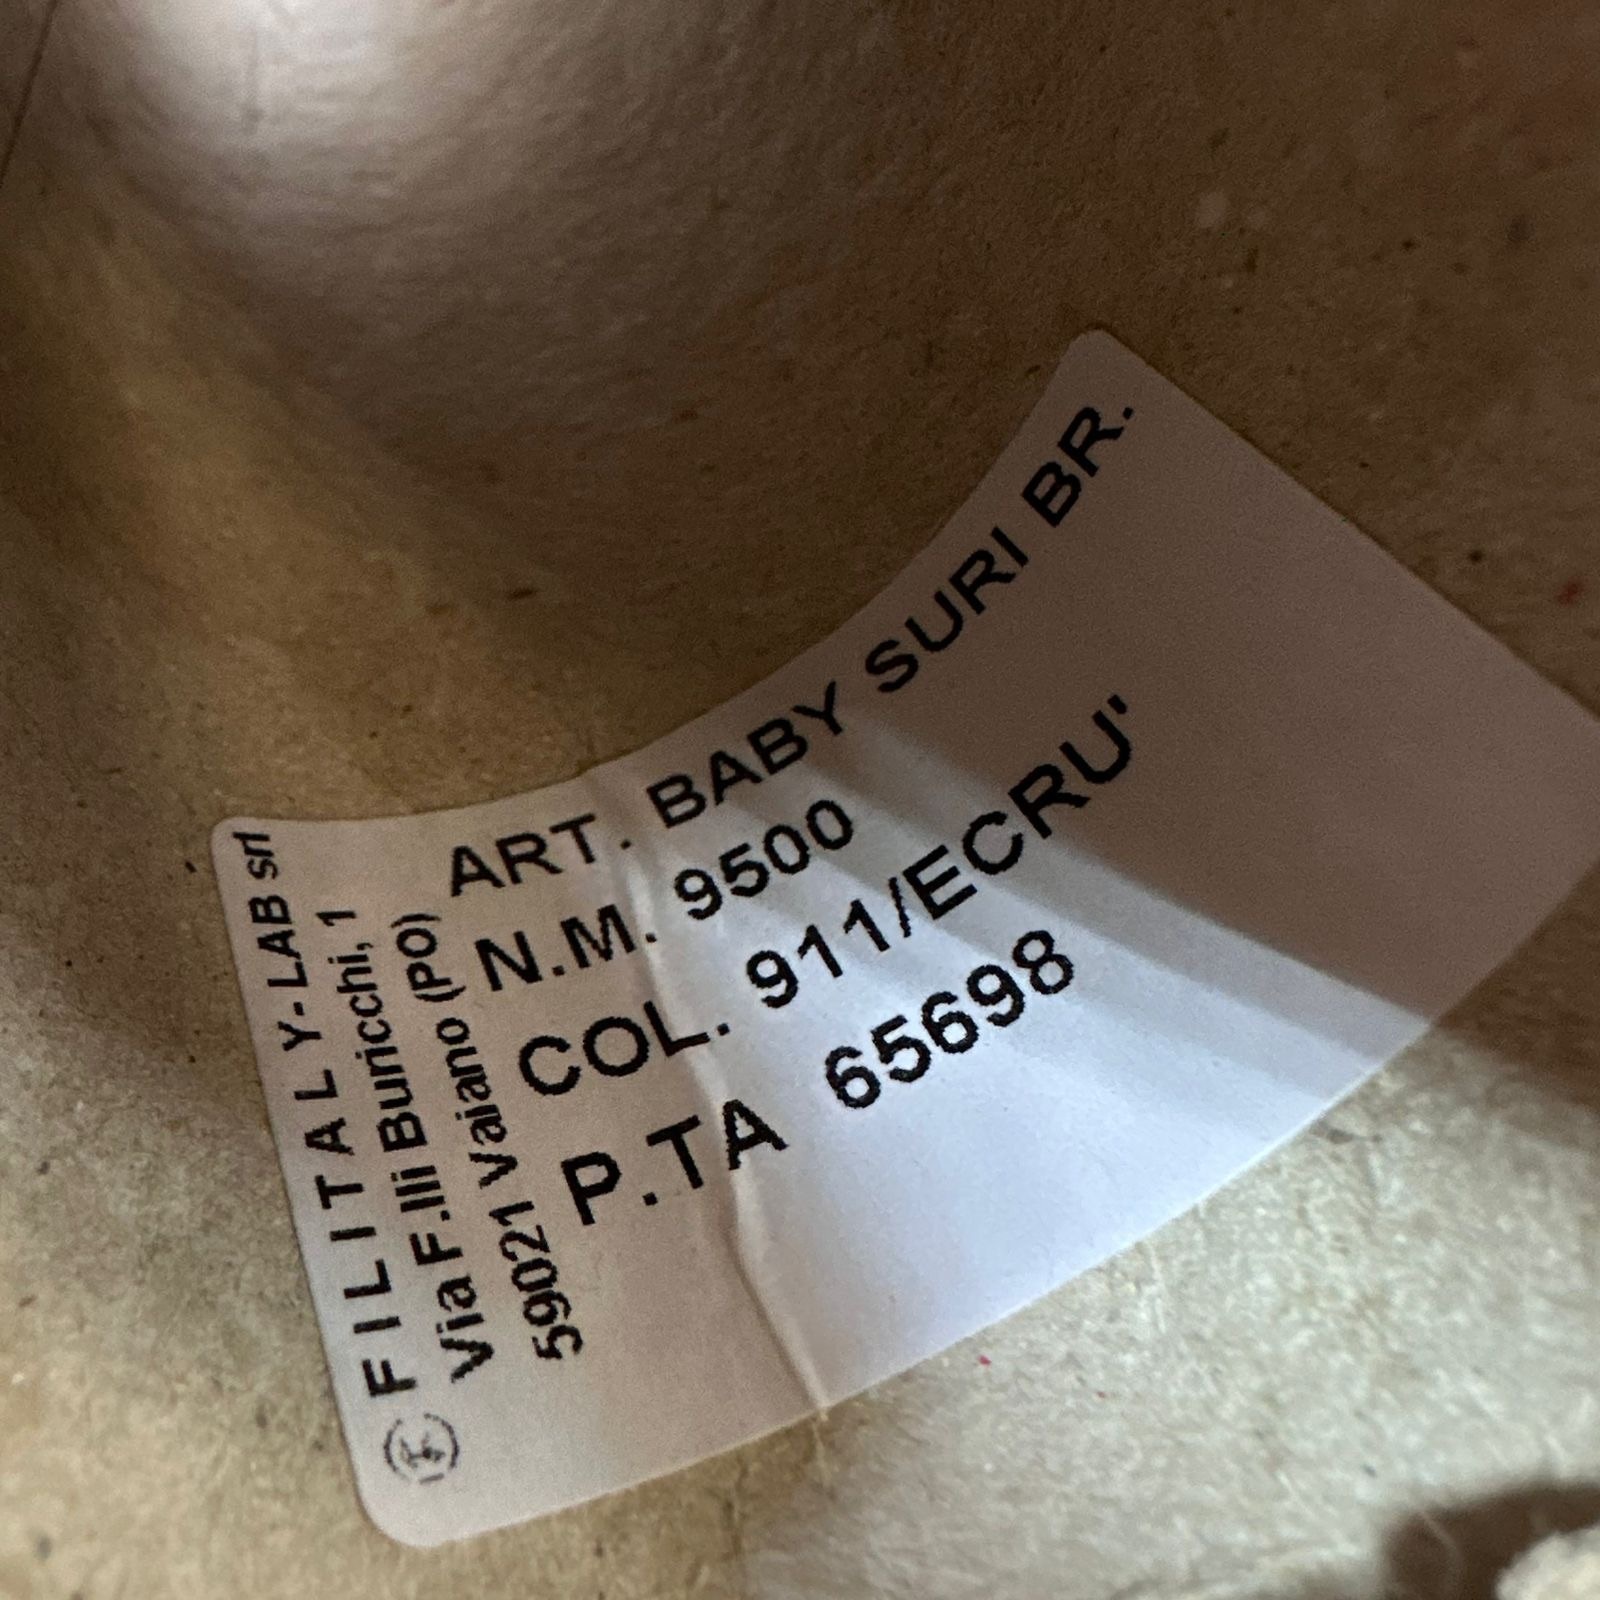 FILITALY-LAB srl
Via F.lli Buricchi, 1
59021 Vaiano (PO)
ART. BABY SURI BR.
N.M. 9500
COL. 911/ECRU'
P.TA 65698